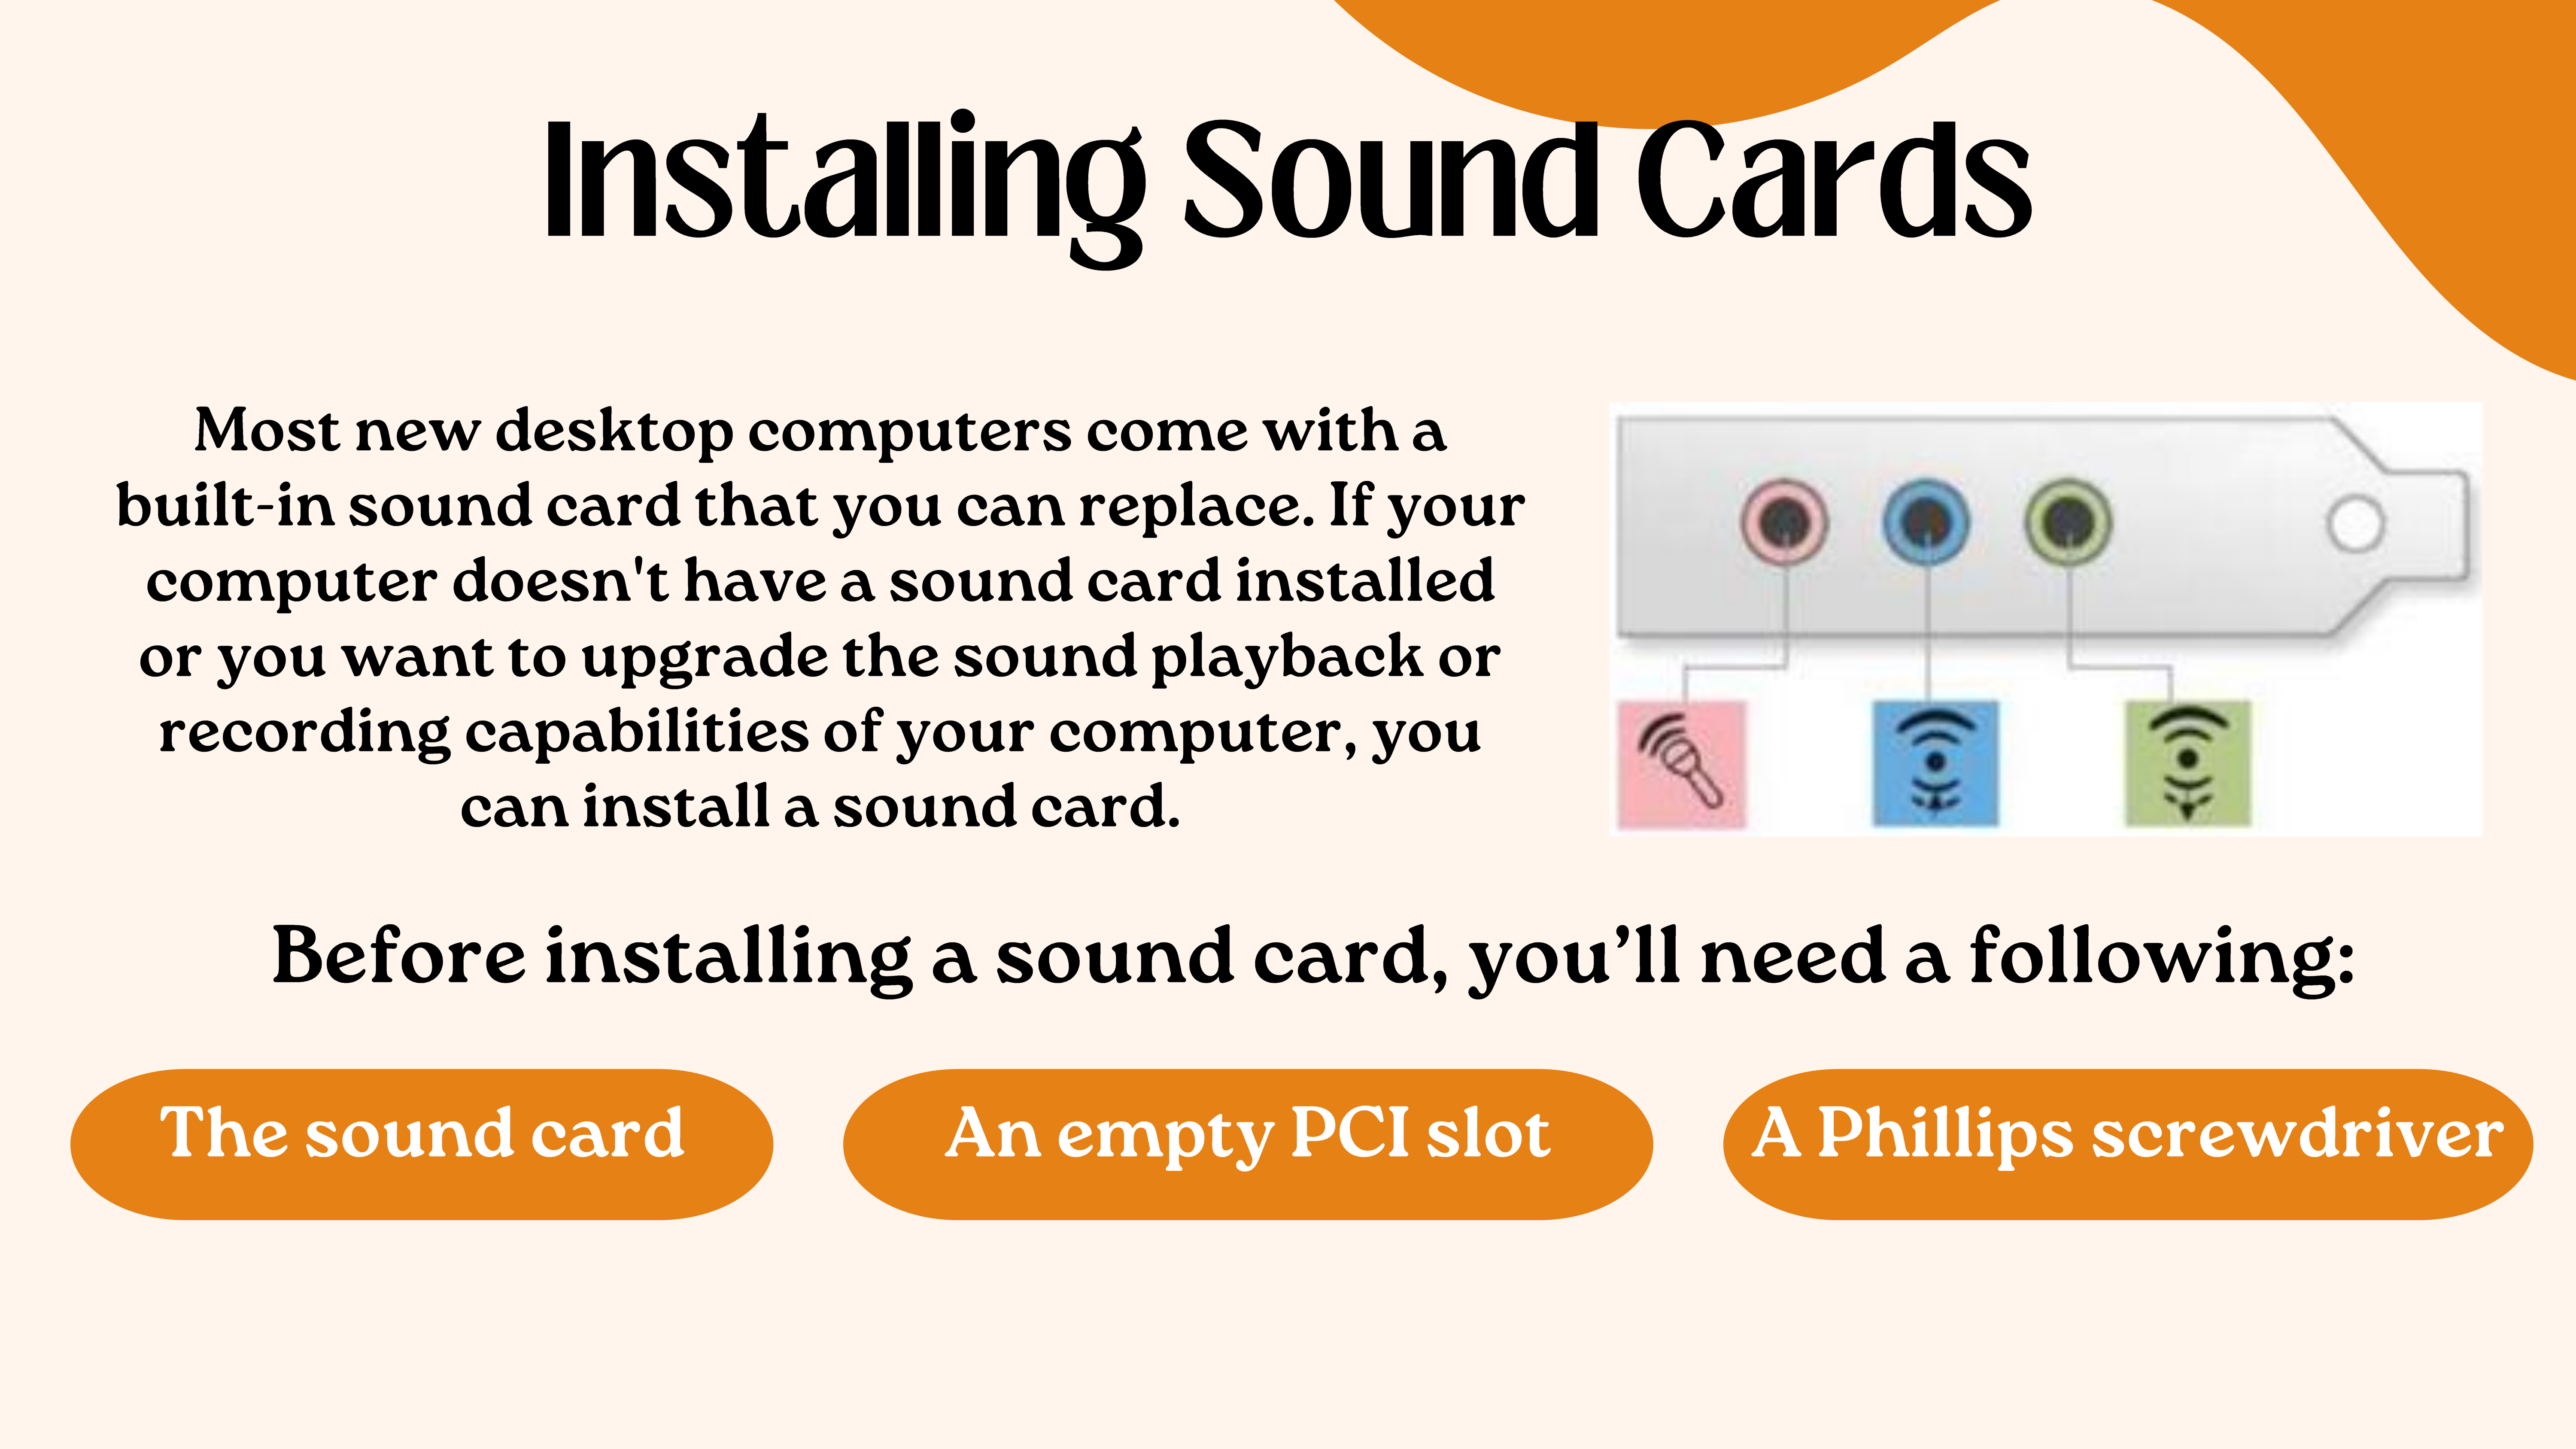 Installing Sound Cards
Most new desktop computers come with a
built-in sound card that you can replace. If your
computer doesn't have a sound card installed
or you want to upgrade the sound playback or
recording capabilities of your computer, you
can install a sound card.
Before installing a sound card, you’ll need a following:
The sound card
An empty PCI slot
A Phillips screwdriver